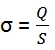 σ = Q/S